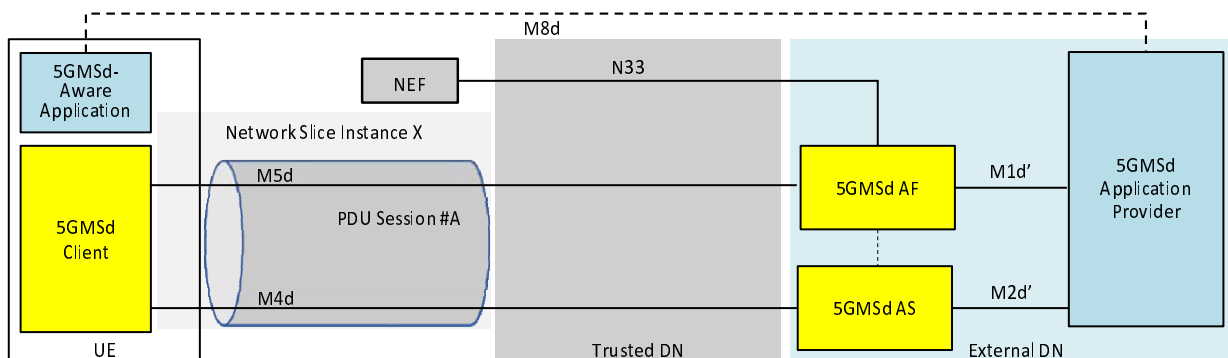 M8d
5GMSd-
Aware
Application
NEF
N33
Network Slice Instance X
M5d
PDU Session #A
5GMSd
Client
M4d
5GMSd AF
M1d’
5GMSd
Application
Provider
5GMSd AS
M2d’
UE
Trusted DN
External DN